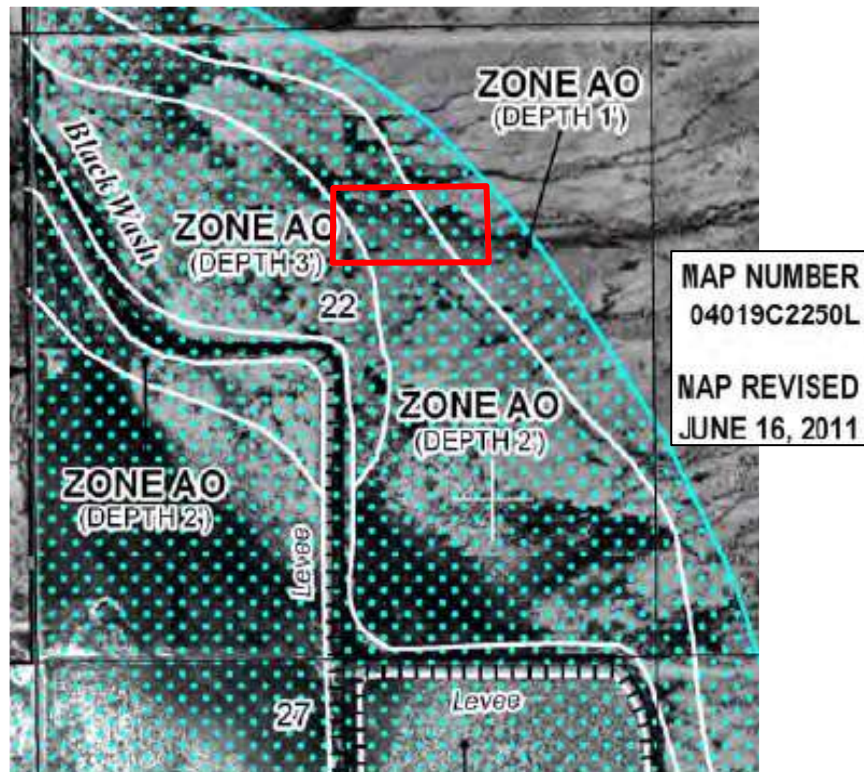 ZONE AO
(DEPTH 1')
Black Wash
ZONE AO
(DEPTH 3')
22
MAP NUMBER
04019C2250L
MAP REVISED
JUNE 16, 2011
ZONE AO
(DEPTH 2')
ZONE AO
(DEPTH 2')
Levee
27
Levee